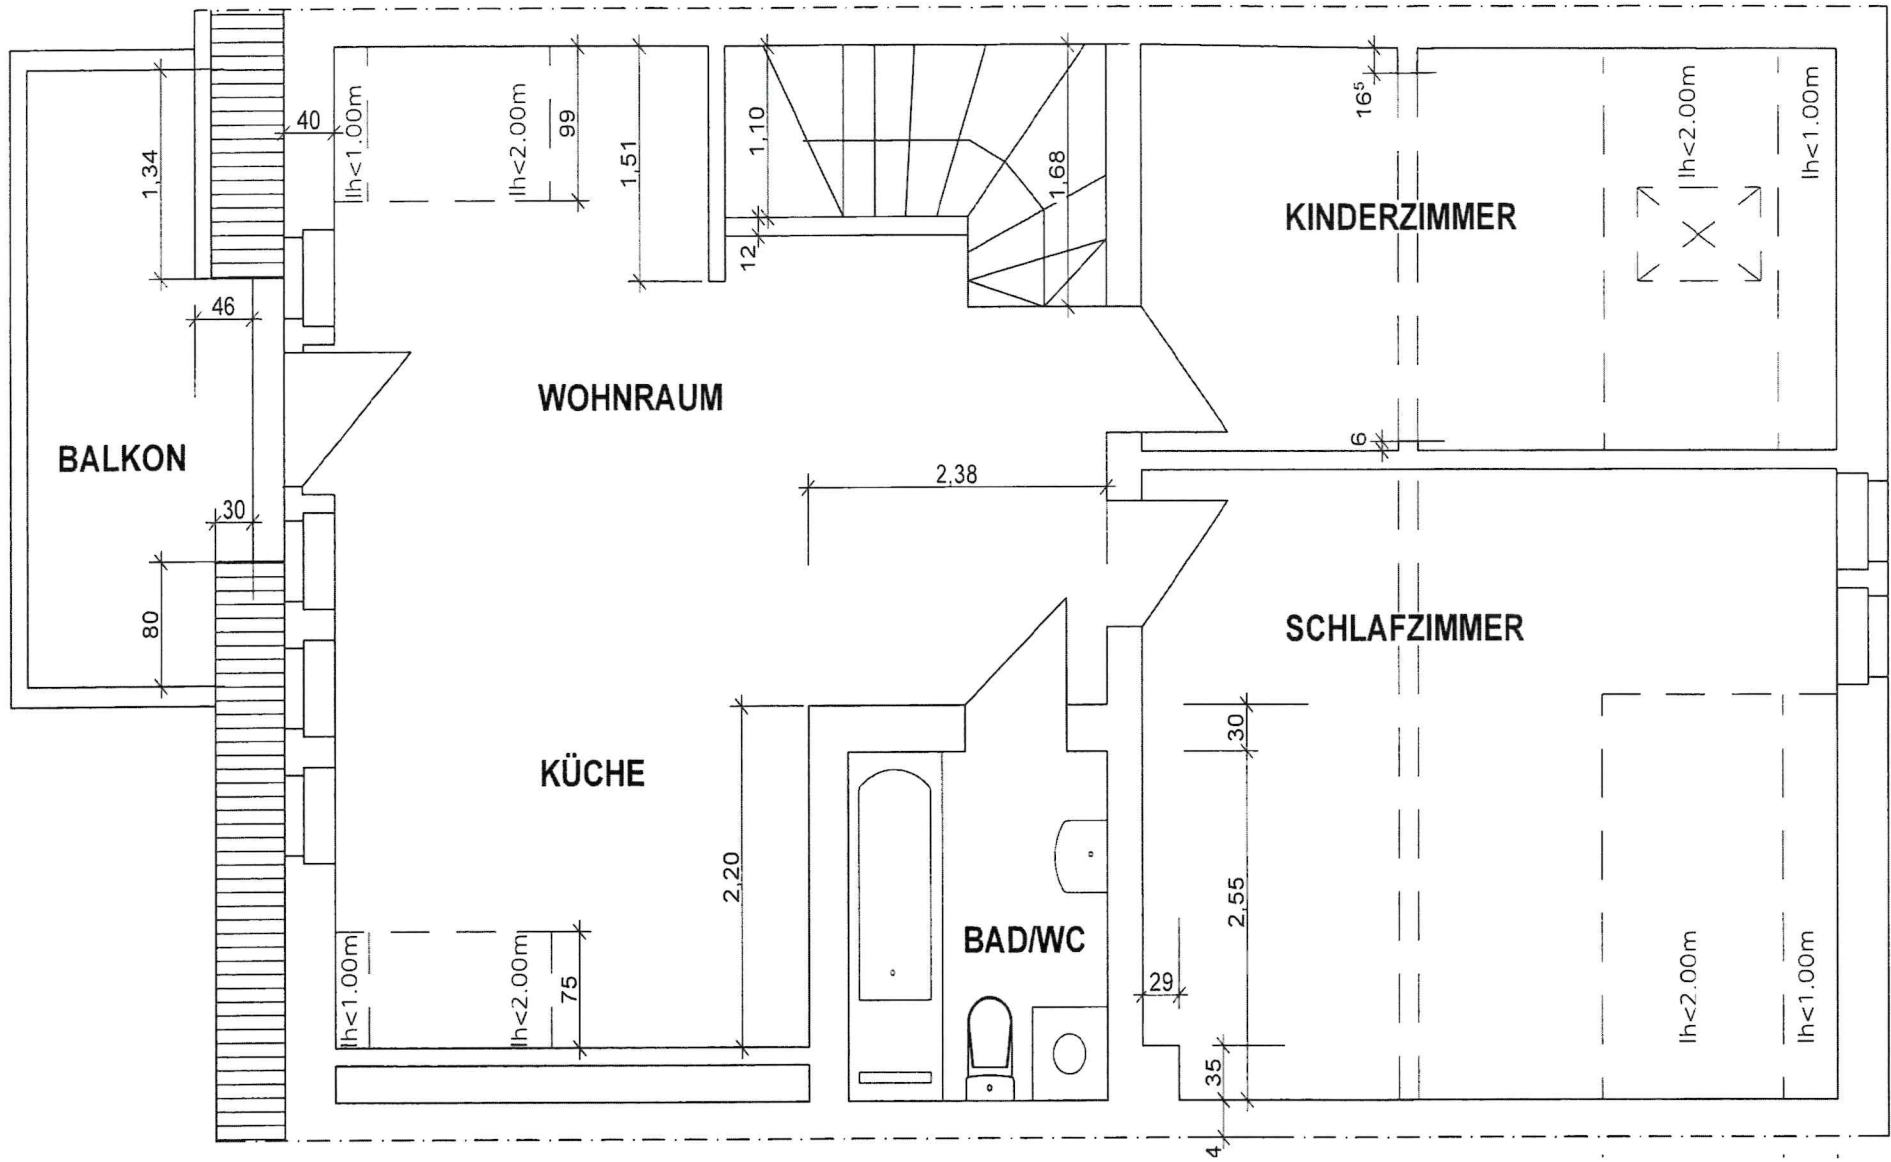 40
lh<1.00m
lh<2.00m
99
1,51
1,10
1,68
12
16⁵
KINDERZIMMER
lh<2.00m
lh<1.00m
1,34
46
WOHNRAUM
BALKON
2,38
6
30
80
SCHLAFZIMMER
KÜCHE
30
2,20
2,55
BAD/WC
29
lh<1.00m
lh<2.00m
75
lh<2.00m
lh<1.00m
35
4